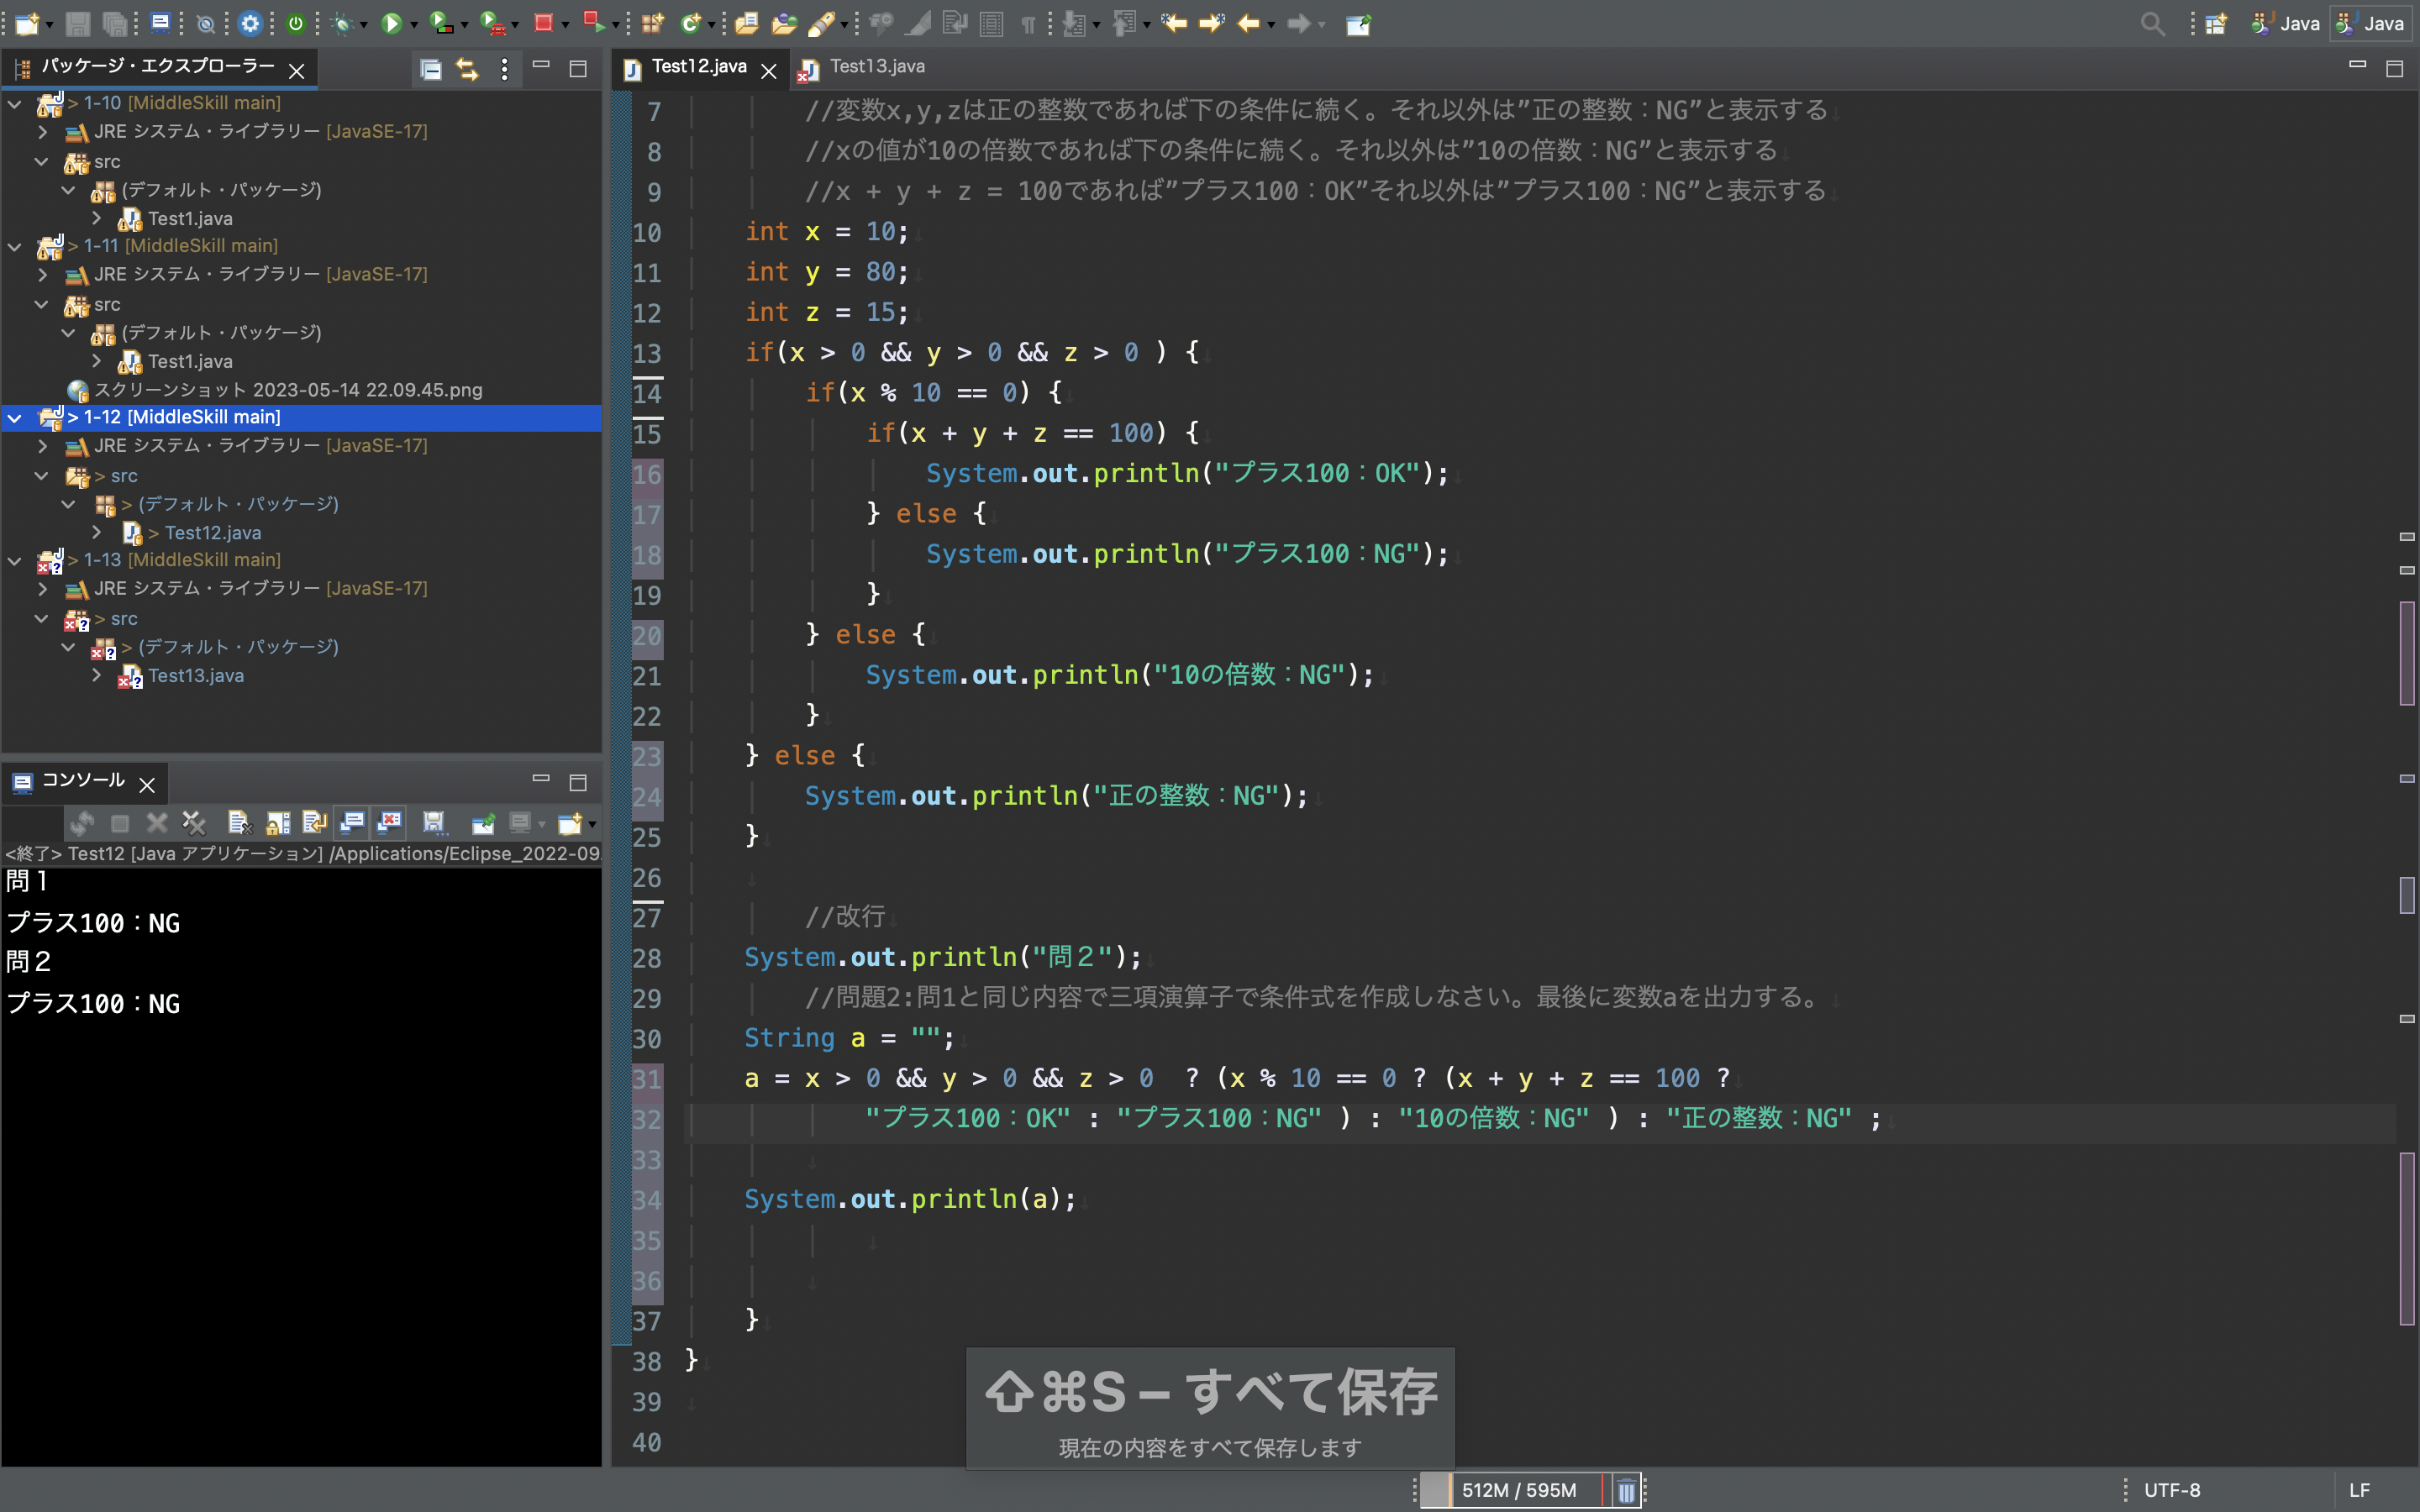 Java
Java
パッケージ・エクスプローラー
> 1-10 [MiddleSkill main]
JRE システム・ライブラリー [JavaSE-17]
src
(デフォルト・パッケージ)
Test1.java
> 1-11 [MiddleSkill main]
JRE システム・ライブラリー [JavaSE-17]
src
(デフォルト・パッケージ)
Test1.java
スクリーンショット 2023-05-14 22.09.45.png
> 1-12 [MiddleSkill main]
JRE システム・ライブラリー [JavaSE-17]
> src
> (デフォルト・パッケージ)
> Test12.java
> 1-13 [MiddleSkill main]
JRE システム・ライブラリー [JavaSE-17]
> src
> (デフォルト・パッケージ)
Test13.java
コンソール
<終了> Test12 [Java アプリケーション] /Applications/Eclipse_2022-09.
問１
プラス100：NG
問２
プラス100：NG
Test12.java
Test13.java
7 //変数x,y,zは正の整数であれば下の条件に続く。それ以外は”正の整数：NG”と表示する
8 //xの値が10の倍数であれば下の条件に続く。それ以外は”10の倍数：NG”と表示する
9 //x + y + z = 100であれば”プラス100：OK”それ以外は”プラス100：NG”と表示する
10 int x = 10;
11 int y = 80;
12 int z = 15;
13 if(x > 0 && y > 0 && z > 0 ) {
14 if(x % 10 == 0) {
15 if(x + y + z == 100) {
16 System.out.println("プラス100：OK");
17 } else {
18 System.out.println("プラス100：NG");
19 }
20 } else {
21 System.out.println("10の倍数：NG");
22 }
23 } else {
24 System.out.println("正の整数：NG");
25 }
26
27 //改行
28 System.out.println("問２");
29 //問題2:問1と同じ内容で三項演算子で条件式を作成しなさい。最後に変数aを出力する。
30 String a = "";
31 a = x > 0 && y > 0 && z > 0  ? (x % 10 == 0 ? (x + y + z == 100 ?
32 "プラス100：OK" : "プラス100：NG" ) : "10の倍数：NG" ) : "正の整数：NG" ;
33
34 System.out.println(a);
35
36
37 }
38 }
39
40
⇧⌘S – すべて保存
現在の内容をすべて保存します
512M / 595M
UTF-8
LF